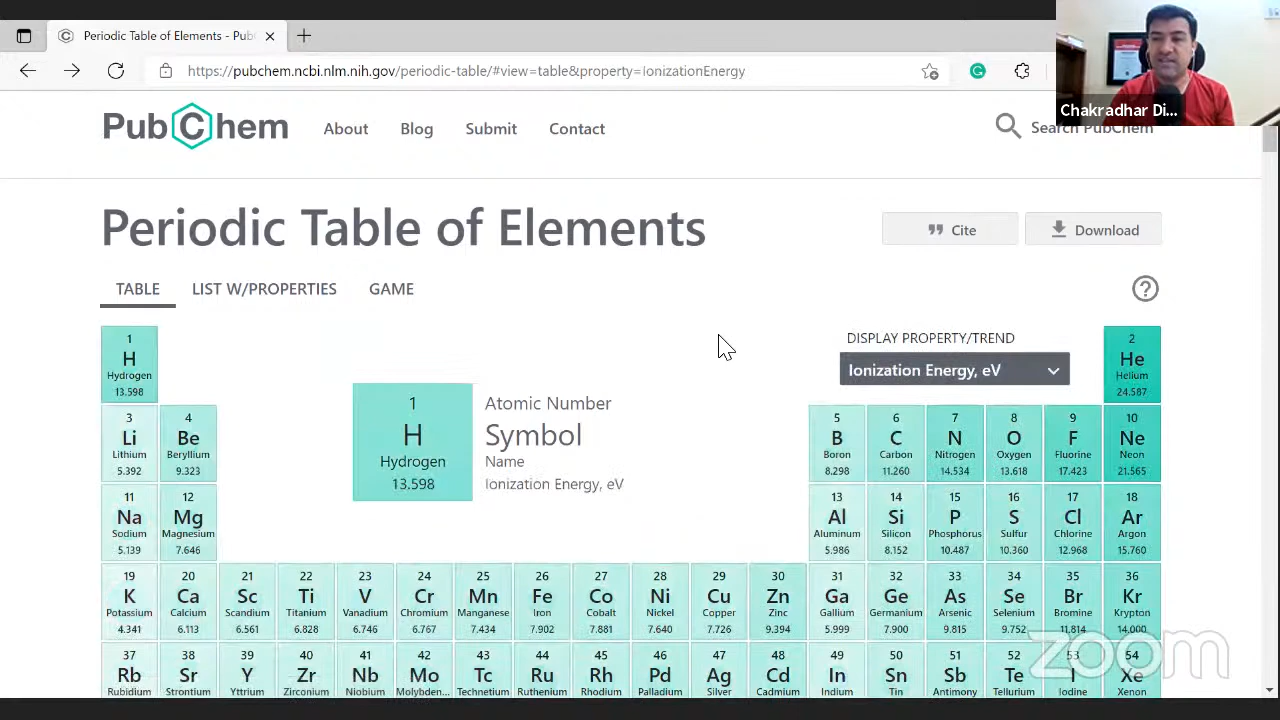 Periodic Table of Elements - Pub
https://pubchem.ncbi.nlm.nih.gov/periodic-table/#view=table&property=IonizationEnergy
Chakradhar Di...
PubChem
About
Blog
Submit
Contact
Search PubChem
Periodic Table of Elements
Cite
Download
TABLE
LIST W/PROPERTIES
GAME
DISPLAY PROPERTY/TREND
Ionization Energy, eV
1 2
H He
Hydrogen Helium
13.598 24.587
1 Atomic Number
H Symbol
Hydrogen Name
13.598 Ionization Energy, eV
3 4 5 6 7 8 9 10
Li Be B C N O F Ne
Lithium Beryllium Boron Carbon Nitrogen Oxygen Fluorine Neon
5.392 9.323 8.298 11.260 14.534 13.618 17.423 21.565
11 12 13 14 15 16 17 18
Na Mg Al Si P S Cl Ar
Sodium Magnesium Aluminum Silicon Phosphorus Sulfur Chlorine Argon
5.139 7.646 5.986 8.152 10.487 10.360 12.968 15.760
19 20 21 22 23 24 25 26 27 28 29 30 31 32 33 34 35 36
K Ca Sc Ti V Cr Mn Fe Co Ni Cu Zn Ga Ge As Se Br Kr
Potassium Calcium Scandium Titanium Vanadium Chromium Manganese Iron Cobalt Nickel Copper Zinc Gallium Germanium Arsenic Selenium Bromine Krypton
4.341 6.113 6.561 6.828 6.746 6.767 7.434 7.902 7.881 7.640 7.726 9.394 5.999 7.900 9.815 9.752 11.814 14.000
37 38 39 40 41 42 43 44 45 46 47 48 49 50 51 52 53 54
Rb Sr Y Zr Nb Mo Tc Ru Rh Pd Ag Cd In Sn Sb Te I Xe
Rubidium Strontium Yttrium Zirconium Niobium Molybden... Technetium Ruthenium Rhodium Palladium Silver Cadmium Indium Tin Antimony Tellurium Iodine Xenon
zoom